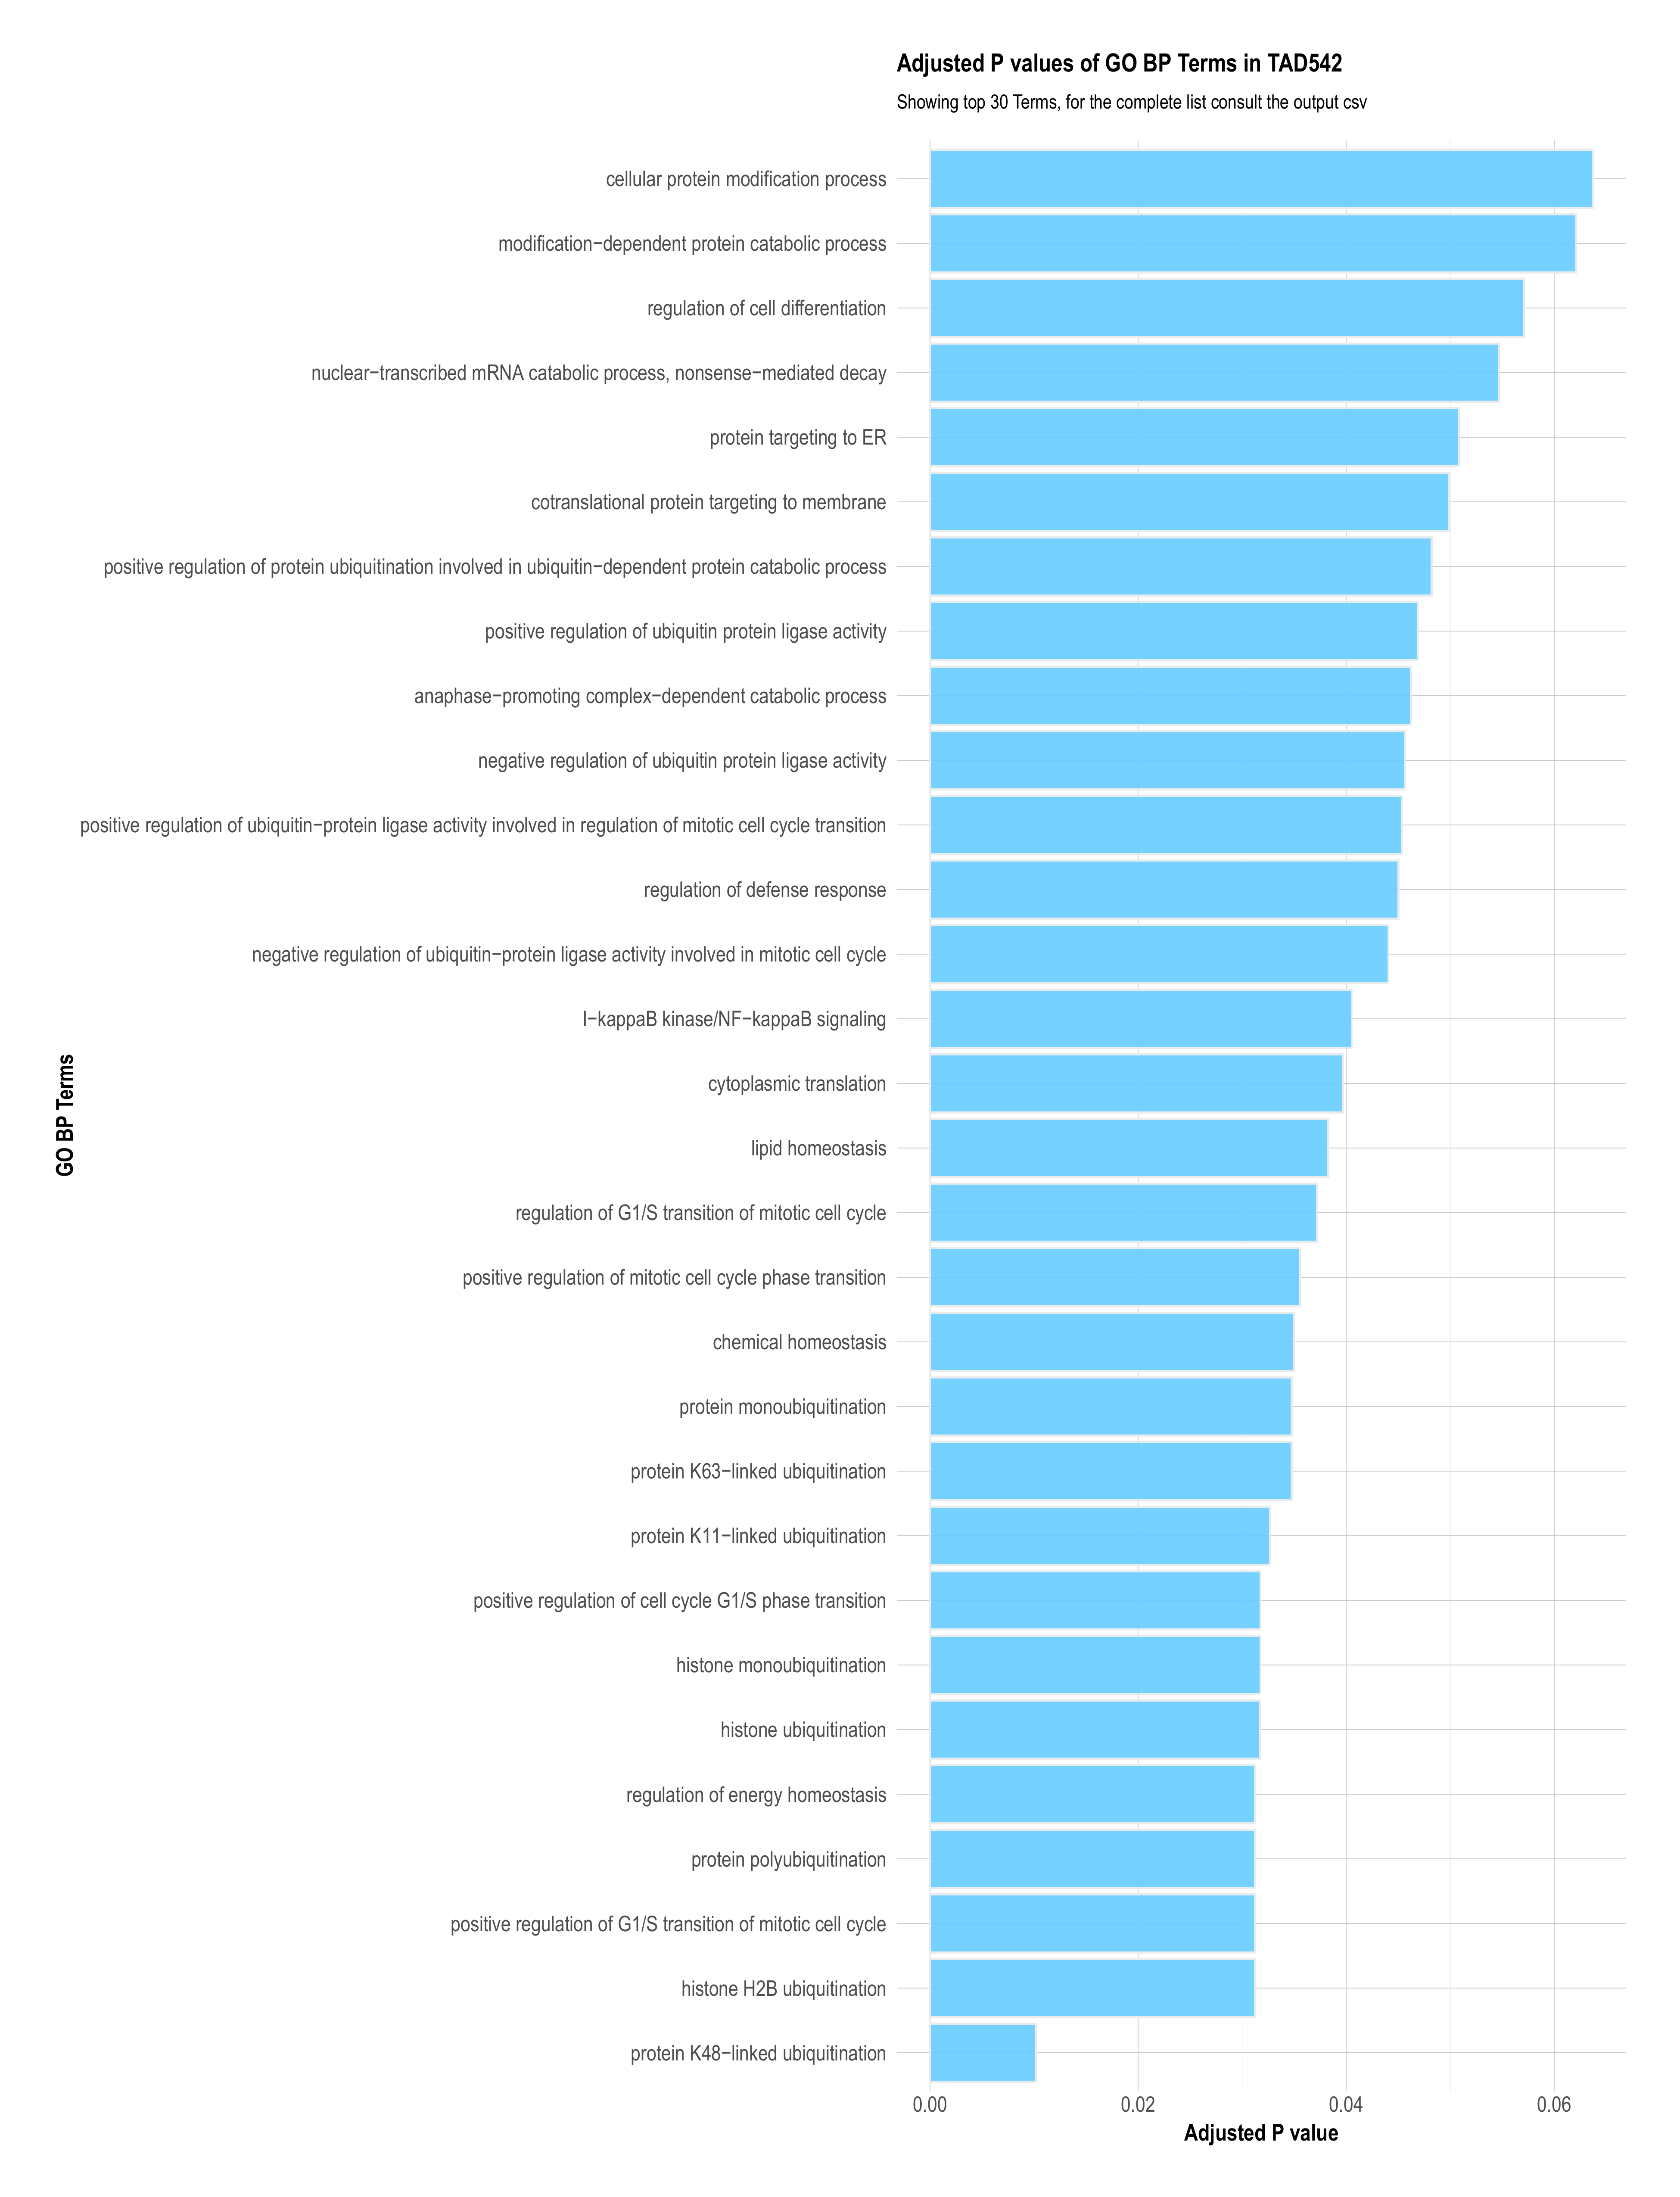 Adjusted P values of GO BP Terms in TAD542
Showing top 30 Terms, for the complete list consult the output csv
cellular protein modification process
modification−dependent protein catabolic process
regulation of cell differentiation
nuclear−transcribed mRNA catabolic process, nonsense−mediated decay
protein targeting to ER
cotranslational protein targeting to membrane
positive regulation of protein ubiquitination involved in ubiquitin−dependent protein catabolic process
positive regulation of ubiquitin protein ligase activity
anaphase−promoting complex−dependent catabolic process
negative regulation of ubiquitin protein ligase activity
positive regulation of ubiquitin−protein ligase activity involved in regulation of mitotic cell cycle transition
regulation of defense response
negative regulation of ubiquitin−protein ligase activity involved in mitotic cell cycle
I−kappaB kinase/NF−kappaB signaling
cytoplasmic translation
lipid homeostasis
regulation of G1/S transition of mitotic cell cycle
positive regulation of mitotic cell cycle phase transition
chemical homeostasis
protein monoubiquitination
protein K63−linked ubiquitination
protein K11−linked ubiquitination
positive regulation of cell cycle G1/S phase transition
histone monoubiquitination
histone ubiquitination
regulation of energy homeostasis
protein polyubiquitination
positive regulation of G1/S transition of mitotic cell cycle
histone H2B ubiquitination
protein K48−linked ubiquitination
GO BP Terms
0.00 0.02 0.04 0.06
Adjusted P value